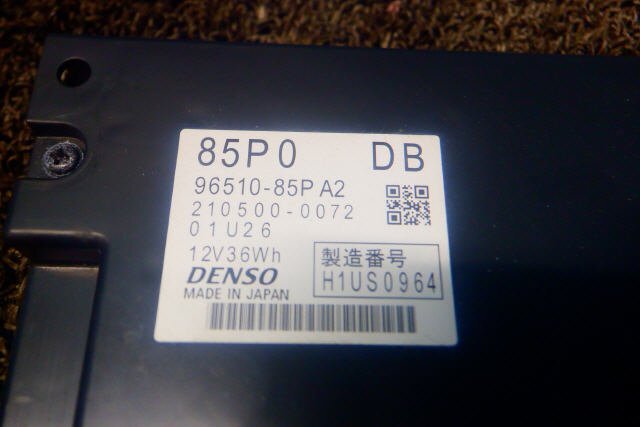 85P0 DB
96510-85P A2
210500-0072
01U26
12V36Wh
DENSO
MADE IN JAPAN
製造番号
H1US0964